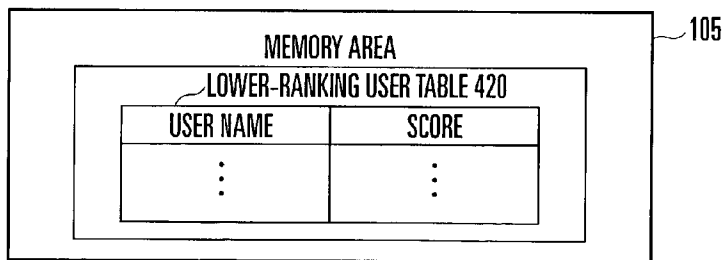 105
MEMORY AREA
LOWER-RANKING USER TABLE 420
USER NAME SCORE